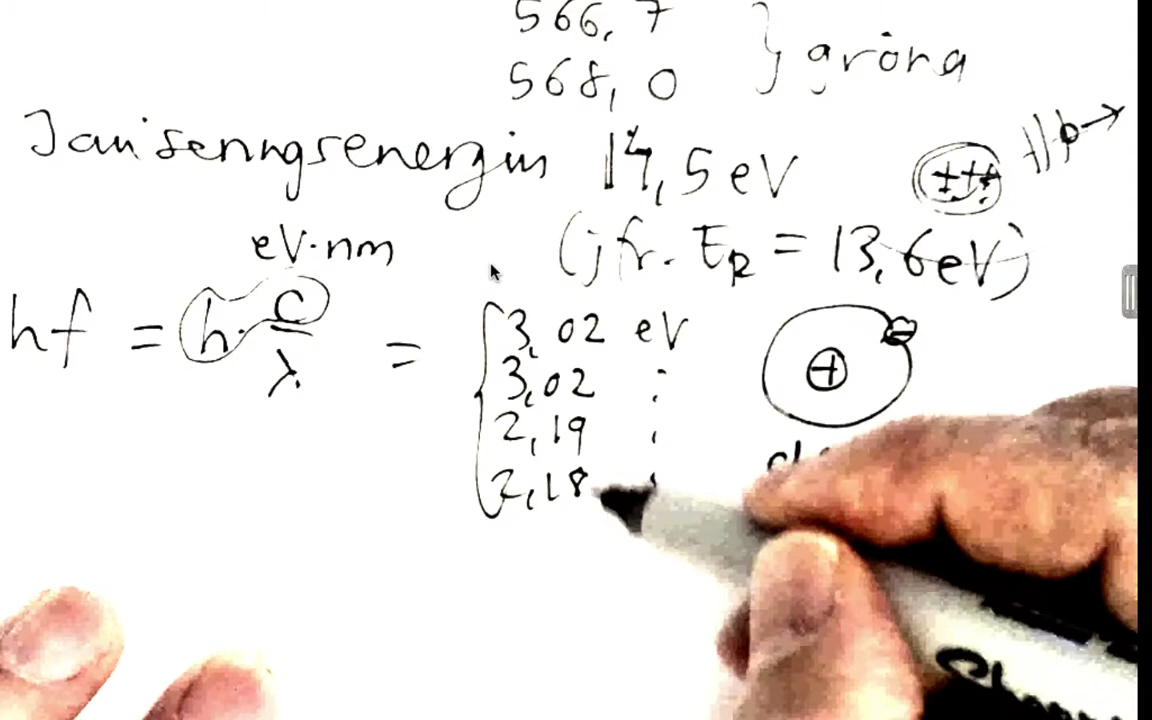 566,7
568,0 } gröna
Joniseringsenergin 14,5 eV
(jfr. ER = 13,6 eV)
eV·nm
hf = h · c/λ = { 3,02 eV
3,02 :
2,19 :
2,18